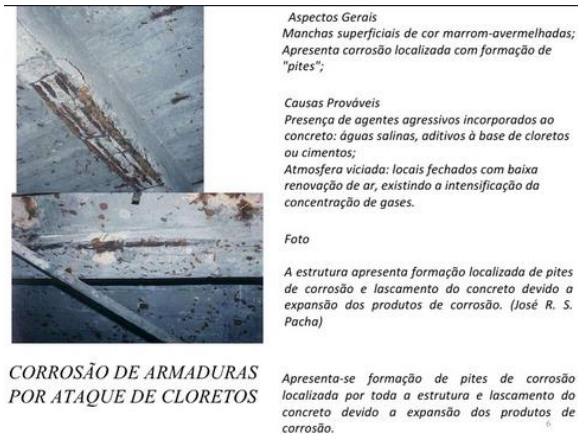 Aspectos Gerais
Manchas superficiais de cor marrom-avermelhadas;
Apresenta corrosão localizada com formação de
"pites";
Causas Prováveis
Presença de agentes agressivos incorporados ao
concreto: águas salinas, aditivos à base de cloretos
ou cimentos;
Atmosfera viciada: locais fechados com baixa
renovação de ar, existindo a intensificação da
concentração de gases.
Foto
A estrutura apresenta formação localizada de pites
de corrosão e lascamento do concreto devido a
expansão dos produtos de corrosão. (José R. S.
Pacha)
CORROSÃO DE ARMADURAS
POR ATAQUE DE CLORETOS
Apresenta-se formação de pites de corrosão
localizada por toda a estrutura e lascamento do
concreto devido a expansão dos produtos de
corrosão.
6